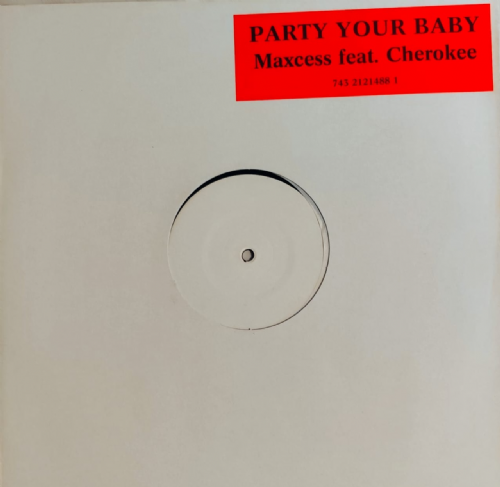 PARTY YOUR BABY
Maxcess feat. Cherokee
743 2121488 1